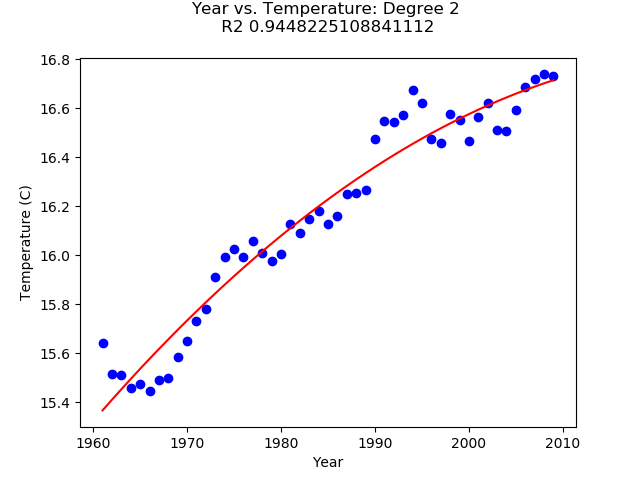 Year vs. Temperature: Degree 2
R2 0.9448225108841112
16.8
16.6
16.4
16.2
16.0
15.8
15.6
15.4
Temperature (C)
1960 1970 1980 1990 2000 2010
Year